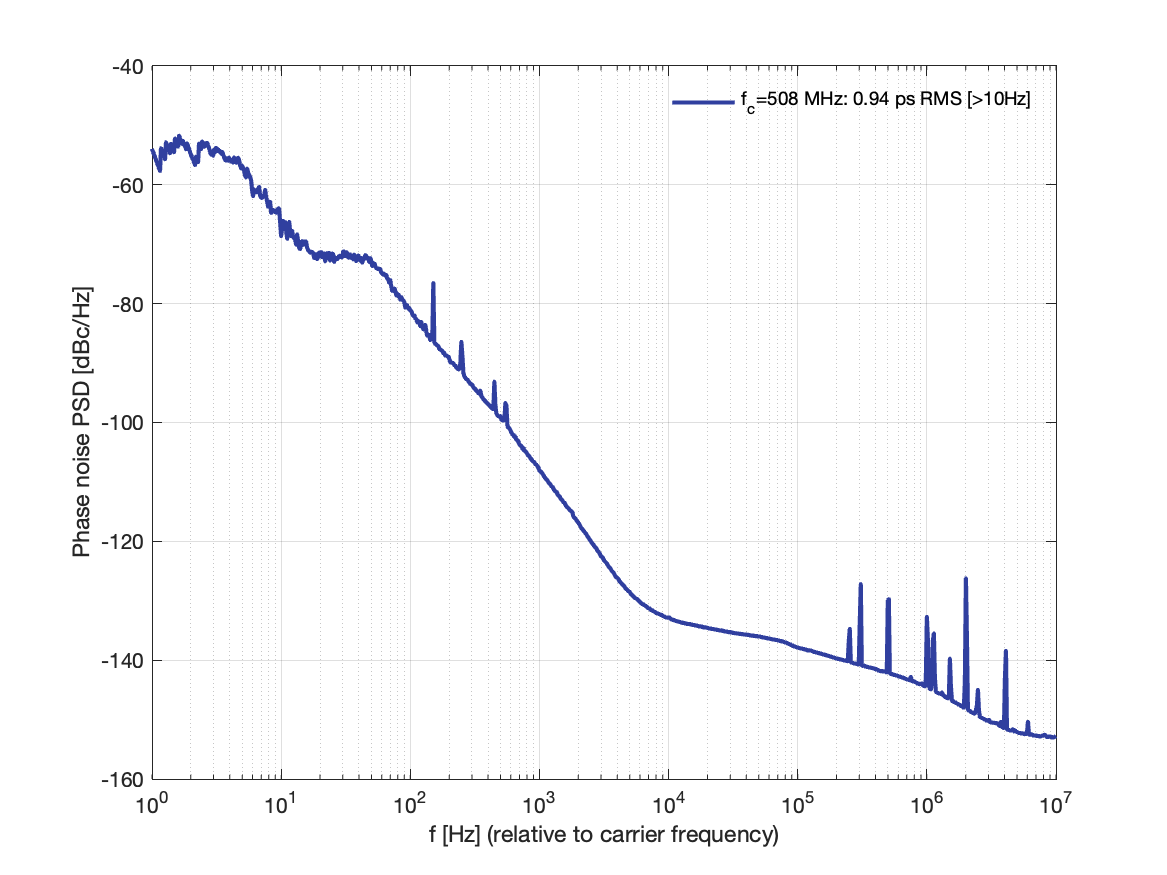 f_c=508 MHz: 0.94 ps RMS [>10Hz]
Phase noise PSD [dBc/Hz]
-40
-60
-80
-100
-120
-140
-160
10^0 10^1 10^2 10^3 10^4 10^5 10^6 10^7
f [Hz] (relative to carrier frequency)